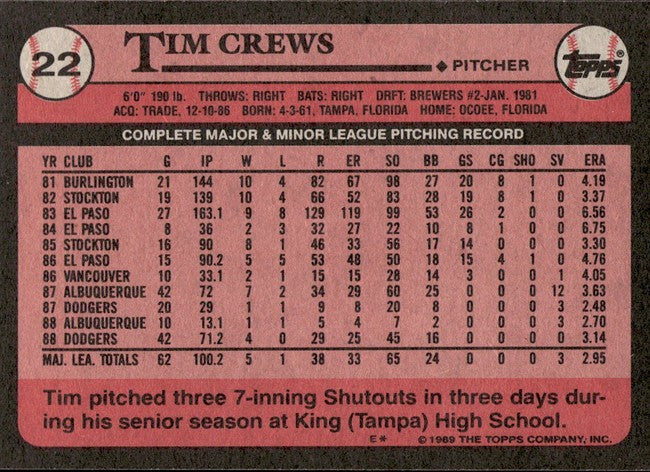 22
TIM CREWS
PITCHER
Topps®
6'0" 190 lb. THROWS: RIGHT BATS: RIGHT DRFT: BREWERS #2-JAN. 1981
ACQ: TRADE, 12-10-86 BORN: 4-3-61, TAMPA, FLORIDA HOME: OCOEE, FLORIDA
COMPLETE MAJOR & MINOR LEAGUE PITCHING RECORD
YR CLUB G IP W L R ER SO BB GS CG SHO SV ERA
81 BURLINGTON 21 144 10 4 82 67 98 27 20 8 1 0 4.19
82 STOCKTON 19 139 10 4 66 52 83 28 19 8 1 0 3.37
83 EL PASO 27 163.1 9 8 129 119 99 53 26 2 0 0 6.56
84 EL PASO 8 36 2 3 32 27 22 10 8 1 0 0 6.75
85 STOCKTON 16 90 8 1 46 33 56 17 14 0 0 0 3.30
86 EL PASO 15 90.2 5 5 53 48 50 18 15 4 1 0 4.76
86 VANCOUVER 10 33.1 2 1 15 15 28 14 3 0 0 1 4.05
87 ALBUQUERQUE 42 72 7 2 34 29 60 25 0 0 0 12 3.63
87 DODGERS 20 29 1 1 9 8 20 8 0 0 0 3 2.48
88 ALBUQUERQUE 10 13.1 1 1 5 4 7 2 0 0 0 3 2.70
88 DODGERS 42 71.2 4 0 29 25 45 16 0 0 0 0 3.14
MAJ. LEA. TOTALS 62 100.2 5 1 38 33 65 24 0 0 0 3 2.95
Tim pitched three 7-inning Shutouts in three days dur-
ing his senior season at King (Tampa) High School.
E* © 1989 THE TOPPS COMPANY, INC.